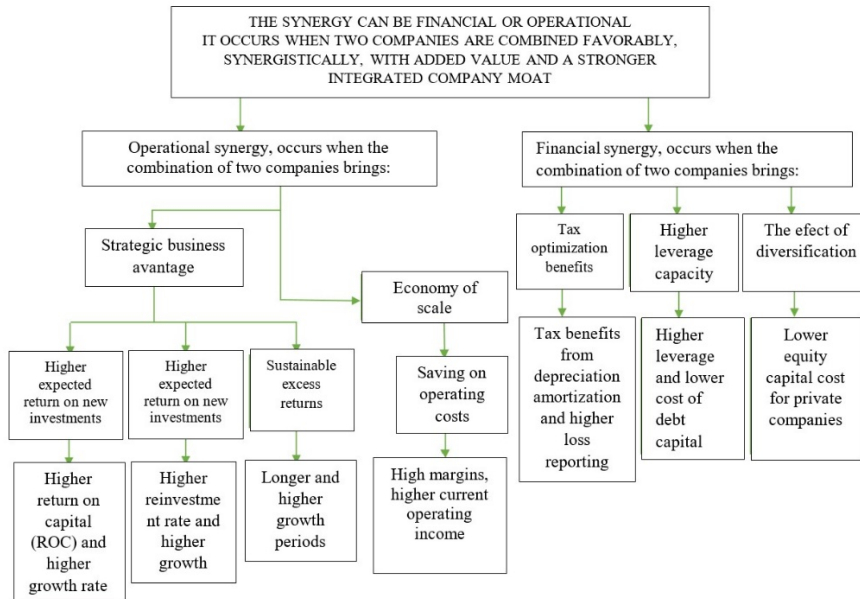 THE SYNERGY CAN BE FINANCIAL OR OPERATIONAL
IT OCCURS WHEN TWO COMPANIES ARE COMBINED FAVORABLY,
SYNERGISTICALLY, WITH ADDED VALUE AND A STRONGER
INTEGRATED COMPANY MOAT
Operational synergy, occurs when the
combination of two companies brings:
Financial synergy, occurs when the
combination of two companies brings:
Strategic business
avantage
Economy of
scale
Tax
optimization
benefits
Higher
leverage
capacity
The efect of
diversification
Higher
expected
return on new
investments
Higher
expected
return on new
investments
Sustainable
excess
returns
Saving on
operating
costs
Tax benefits
from
depreciation
amortization
and higher
loss
reporting
Higher
leverage
and lower
cost of
debt
capital
Lower
equity
capital cost
for private
companies
Higher
return on
capital
(ROC) and
higher
growth rate
Higher
reinvestme
nt rate and
higher
growth
Longer and
higher
growth
periods
High margins,
higher current
operating
income